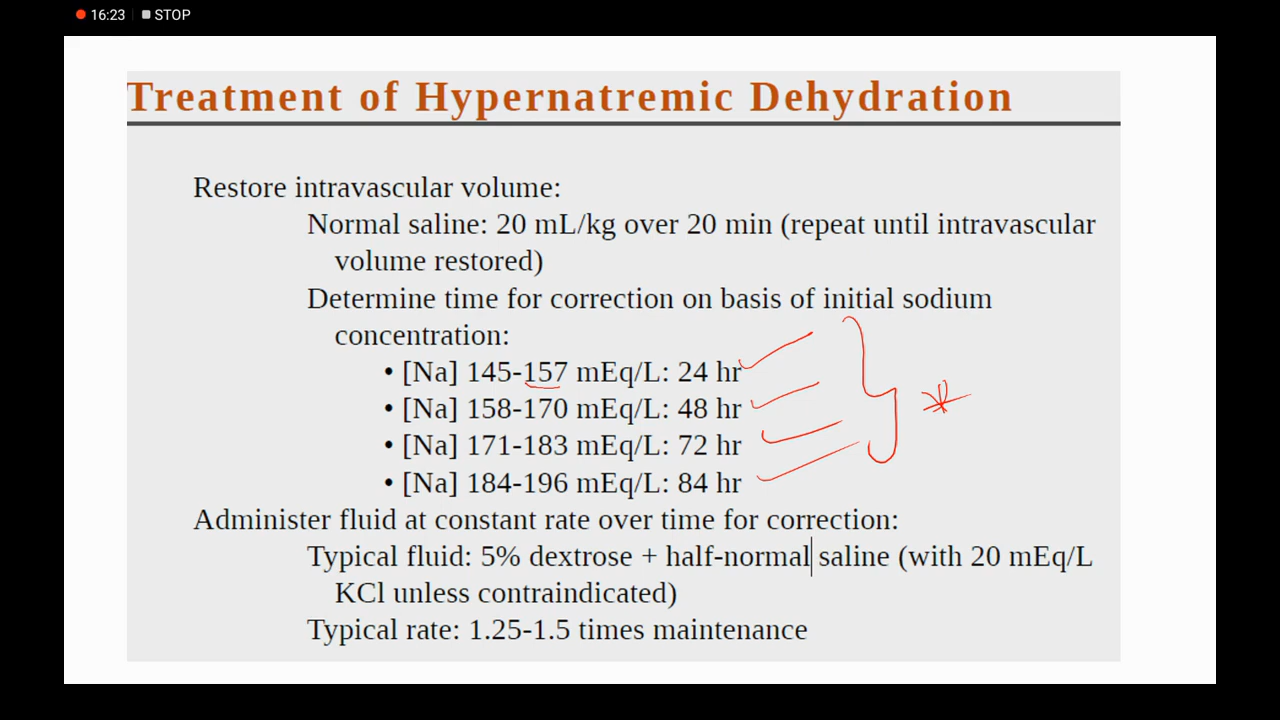 16:23 STOP
Treatment of Hypernatremic Dehydration
Restore intravascular volume:
Normal saline: 20 mL/kg over 20 min (repeat until intravascular
volume restored)
Determine time for correction on basis of initial sodium
concentration:
• [Na] 145-157 mEq/L: 24 hr
• [Na] 158-170 mEq/L: 48 hr
• [Na] 171-183 mEq/L: 72 hr
• [Na] 184-196 mEq/L: 84 hr
Administer fluid at constant rate over time for correction:
Typical fluid: 5% dextrose + half-normal saline (with 20 mEq/L
KCl unless contraindicated)
Typical rate: 1.25-1.5 times maintenance